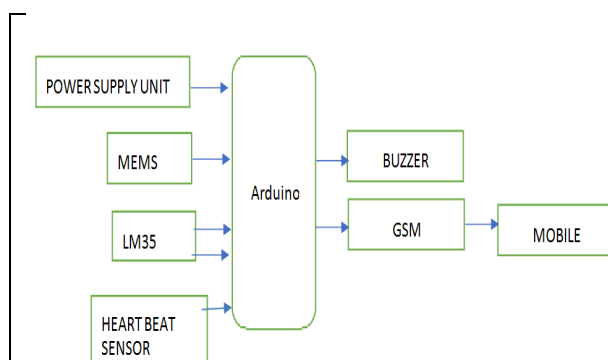 POWER SUPPLY UNIT
MEMS
LM35
HEART BEAT
SENSOR
Arduino
BUZZER
GSM
MOBILE